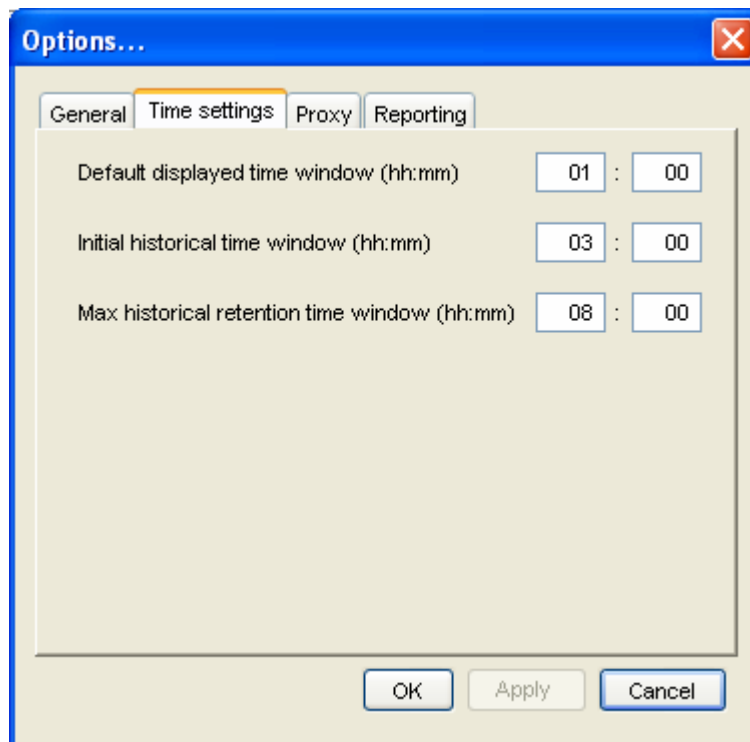 Options...
General Time settings Proxy Reporting
Default displayed time window (hh:mm) 01 : 00
Initial historical time window (hh:mm) 03 : 00
Max historical retention time window (hh:mm) 08 : 00
OK Apply Cancel